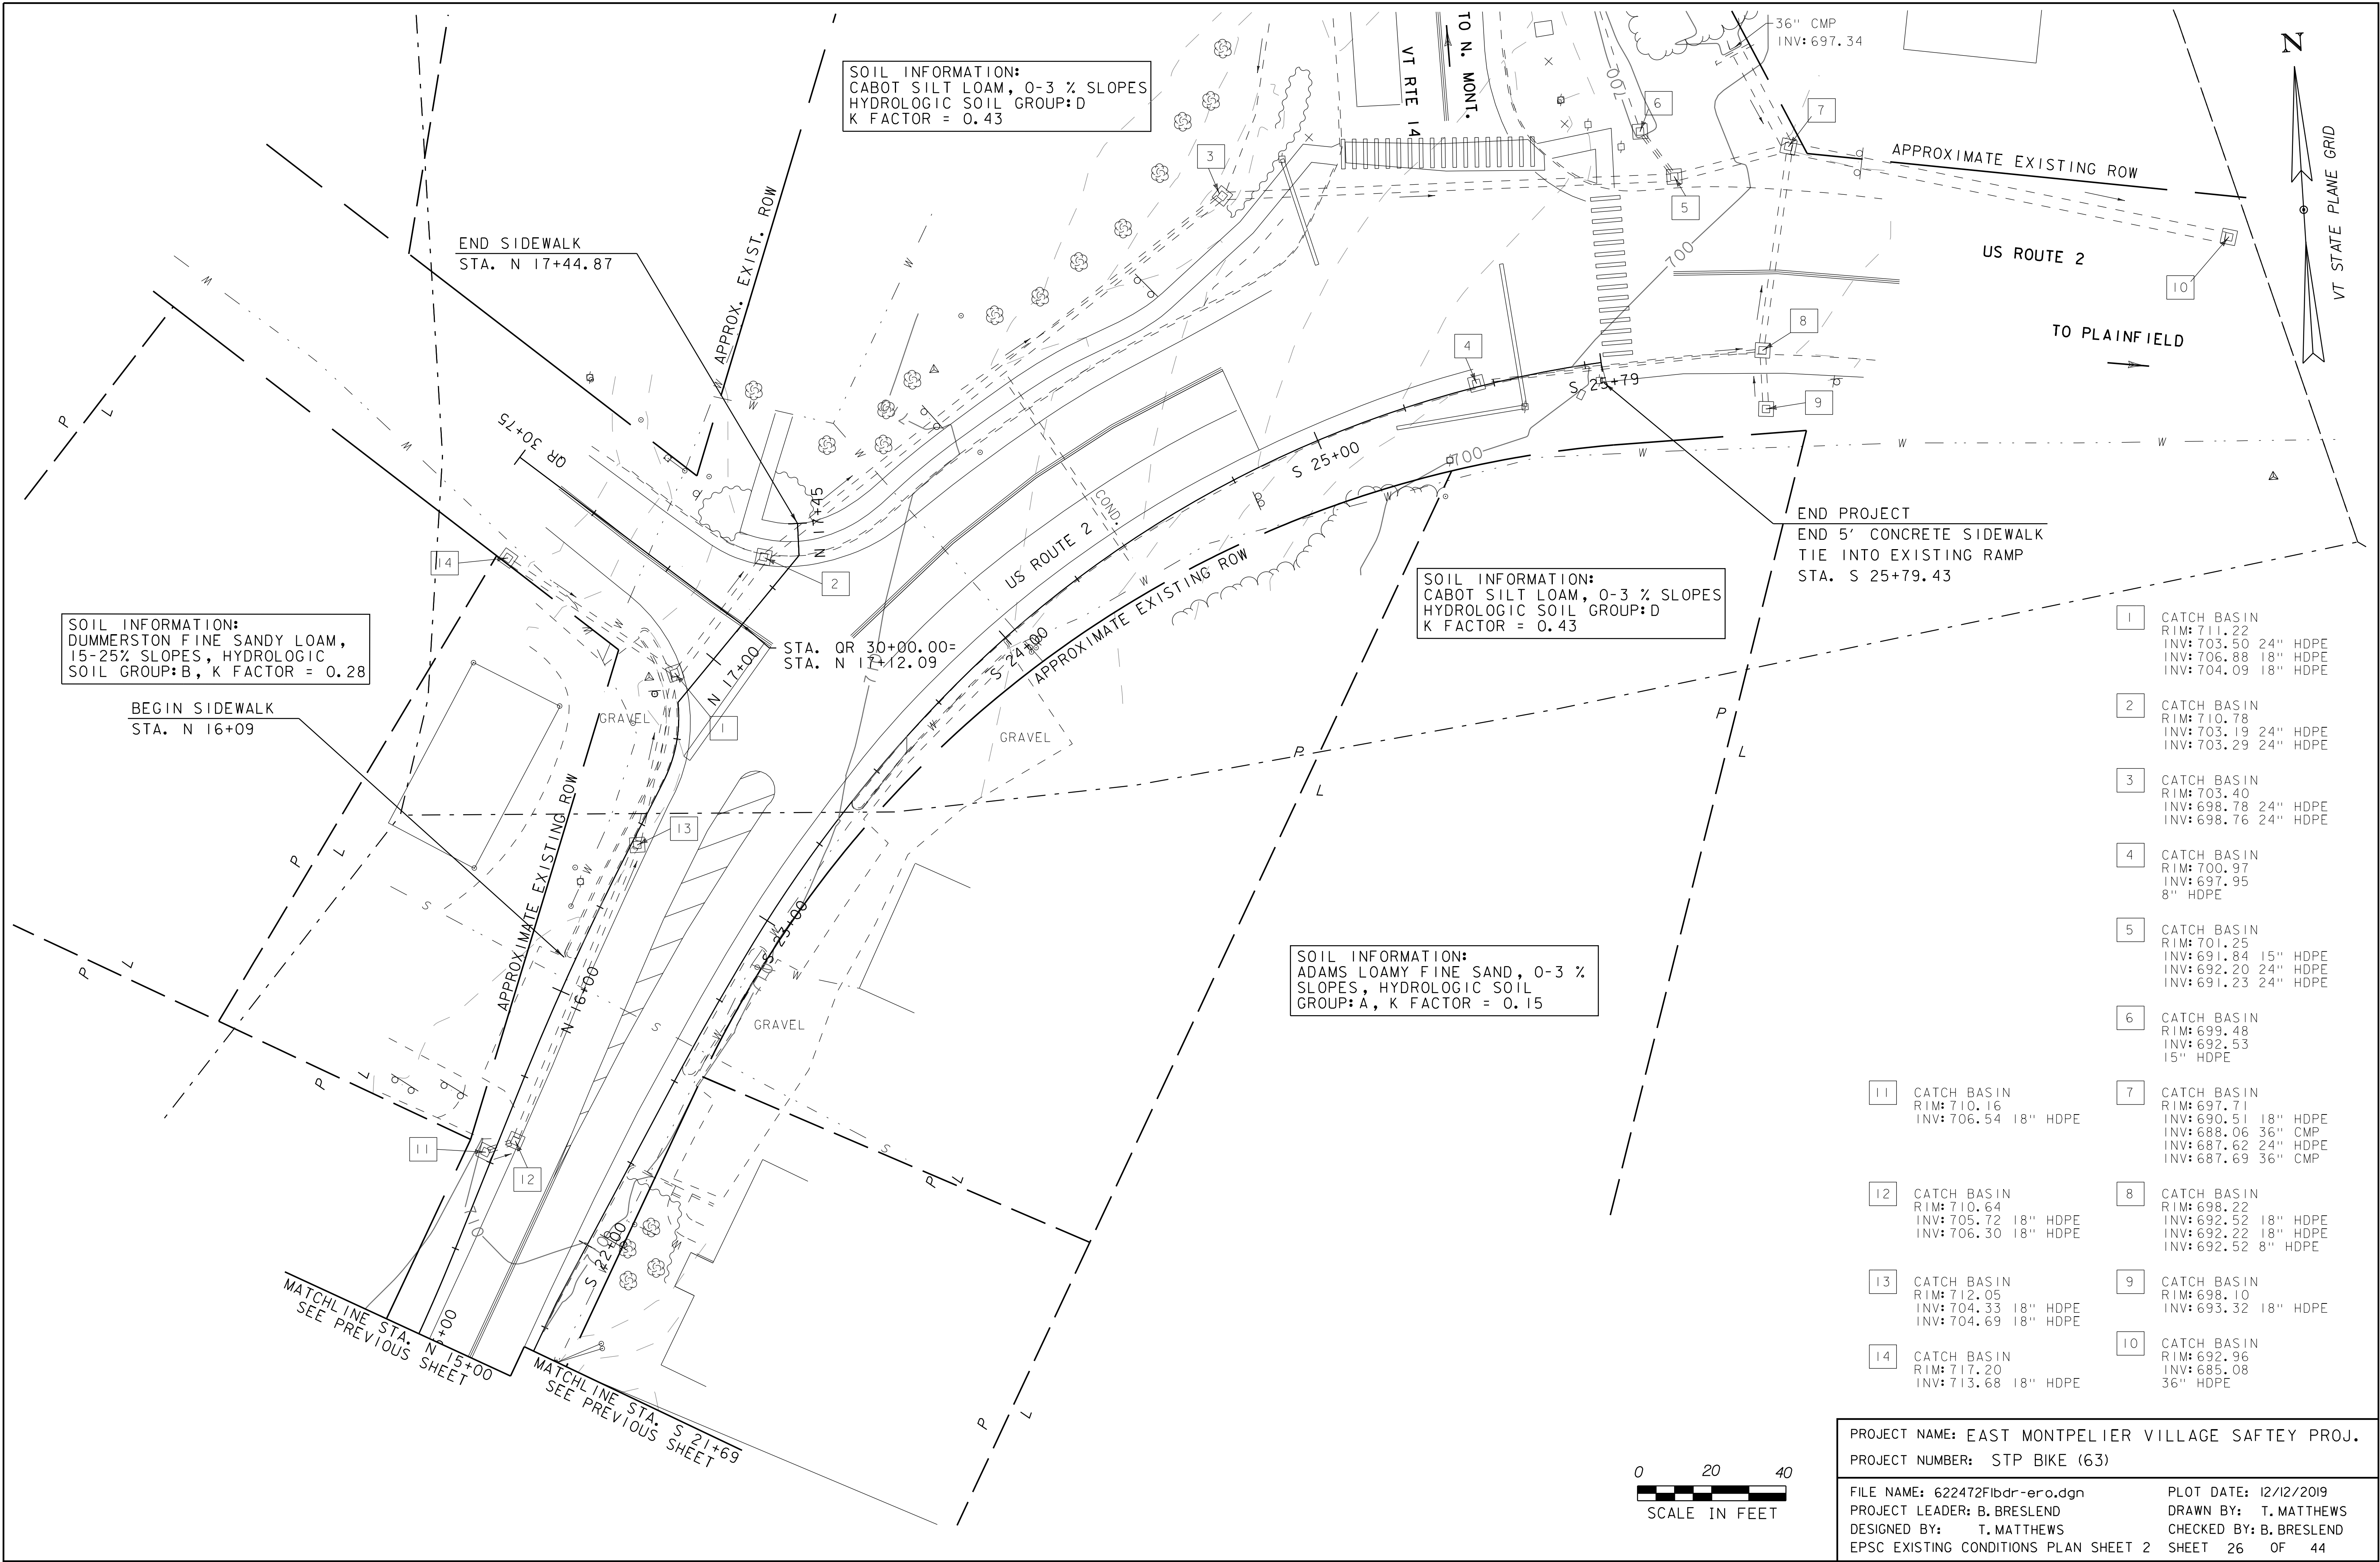 36" CMP
INV:697.34
N
VT STATE PLANE GRID
SOIL INFORMATION:
CABOT SILT LOAM, 0-3 % SLOPES
HYDROLOGIC SOIL GROUP:D
K FACTOR = 0.43
VT RTE 14
TO N. MONT.
700
6
7
3
5
APPROXIMATE EXISTING ROW
END SIDEWALK
STA. N 17+44.87
APPROX. EXIST. ROW
W
W
700
US ROUTE 2
10
TO PLAINFIELD
8
4
9
S 25+79
P
L
W
W
W
W
QR 30+75
S 25+00
700
W
W
W
W
COND.
N 17+45
US ROUTE 2
END PROJECT
END 5' CONCRETE SIDEWALK
TIE INTO EXISTING RAMP
STA. S 25+79.43
14
2
W
APPROXIMATE EXISTING ROW
SOIL INFORMATION:
CABOT SILT LOAM, 0-3 % SLOPES
HYDROLOGIC SOIL GROUP:D
K FACTOR = 0.43
SOIL INFORMATION:
DUMMERSTON FINE SANDY LOAM,
15-25% SLOPES, HYDROLOGIC
SOIL GROUP:B, K FACTOR = 0.28
W
W
STA. QR 30+00.00=
STA. N 17+12.09
N 17+00
S 24+00
BEGIN SIDEWALK
STA. N 16+09
GRAVEL
1
W
GRAVEL
P
L
P
L
13
P
L
APPROXIMATE EXISTING ROW
W
S
S 23+00
W
W
SOIL INFORMATION:
ADAMS LOAMY FINE SAND, 0-3 %
SLOPES, HYDROLOGIC SOIL
GROUP:A, K FACTOR = 0.15
P
L
N 16+00
S
GRAVEL
W
P
L
11
12
S
P
L
710
S 22+00
W
MATCHLINE STA. N 15+00
SEE PREVIOUS SHEET
MATCHLINE STA. S 21+69
SEE PREVIOUS SHEET
P
L
1
CATCH BASIN
RIM:711.22
INV:703.50 24" HDPE
INV:706.88 18" HDPE
INV:704.09 18" HDPE
2
CATCH BASIN
RIM:710.78
INV:703.19 24" HDPE
INV:703.29 24" HDPE
3
CATCH BASIN
RIM:703.40
INV:698.78 24" HDPE
INV:698.76 24" HDPE
4
CATCH BASIN
RIM:700.97
INV:697.95
8" HDPE
5
CATCH BASIN
RIM:701.25
INV:691.84 15" HDPE
INV:692.20 24" HDPE
INV:691.23 24" HDPE
6
CATCH BASIN
RIM:699.48
INV:692.53
15" HDPE
7
CATCH BASIN
RIM:697.71
INV:690.51 18" HDPE
INV:688.06 36" CMP
INV:687.62 24" HDPE
INV:687.69 36" CMP
8
CATCH BASIN
RIM:698.22
INV:692.52 18" HDPE
INV:692.22 18" HDPE
INV:692.52 8" HDPE
9
CATCH BASIN
RIM:698.10
INV:693.32 18" HDPE
10
CATCH BASIN
RIM:692.96
INV:685.08
36" HDPE
11
CATCH BASIN
RIM:710.16
INV:706.54 18" HDPE
12
CATCH BASIN
RIM:710.64
INV:705.72 18" HDPE
INV:706.30 18" HDPE
13
CATCH BASIN
RIM:712.05
INV:704.33 18" HDPE
INV:704.69 18" HDPE
14
CATCH BASIN
RIM:717.20
INV:713.68 18" HDPE
0 20 40
SCALE IN FEET
PROJECT NAME: EAST MONTPELIER VILLAGE SAFTEY PROJ.
PROJECT NUMBER: STP BIKE (63)
FILE NAME: 622472F1bdr-ero.dgn
PLOT DATE: 12/12/2019
PROJECT LEADER: B. BRESLEND
DRAWN BY: T. MATTHEWS
DESIGNED BY: T. MATTHEWS
CHECKED BY: B. BRESLEND
EPSC EXISTING CONDITIONS PLAN SHEET 2
SHEET 26 OF 44